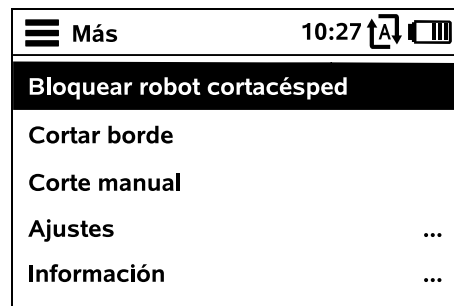 Más 10:27 A
Bloquear robot cortacésped
Cortar borde
Corte manual
Ajustes ...
Información ...